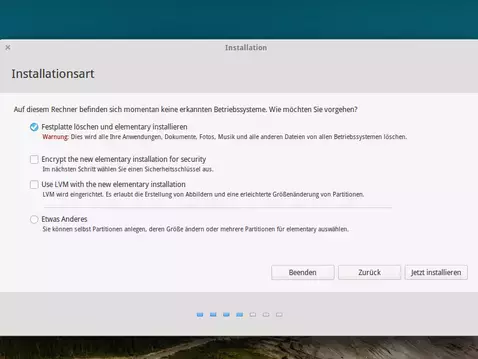 Installation
Installationsart
Auf diesem Rechner befinden sich momentan keine erkannten Betriebssysteme. Wie möchten Sie vorgehen?
Festplatte löschen und elementary installieren
Warnung: Dies wird alle Ihre Anwendungen, Dokumente, Fotos, Musik und alle anderen Dateien von allen Betriebssystemen löschen.
Encrypt the new elementary installation for security
Im nächsten Schritt wählen Sie einen Sicherheitsschlüssel aus.
Use LVM with the new elementary installation
LVM wird eingerichtet. Es erlaubt die Erstellung von Abbildern und eine erleichterte Größenänderung von Partitionen.
Etwas Anderes
Sie können selbst Partitionen anlegen, deren Größe ändern oder mehrere Partitionen für elementary auswählen.
Beenden
Zurück
Jetzt installieren